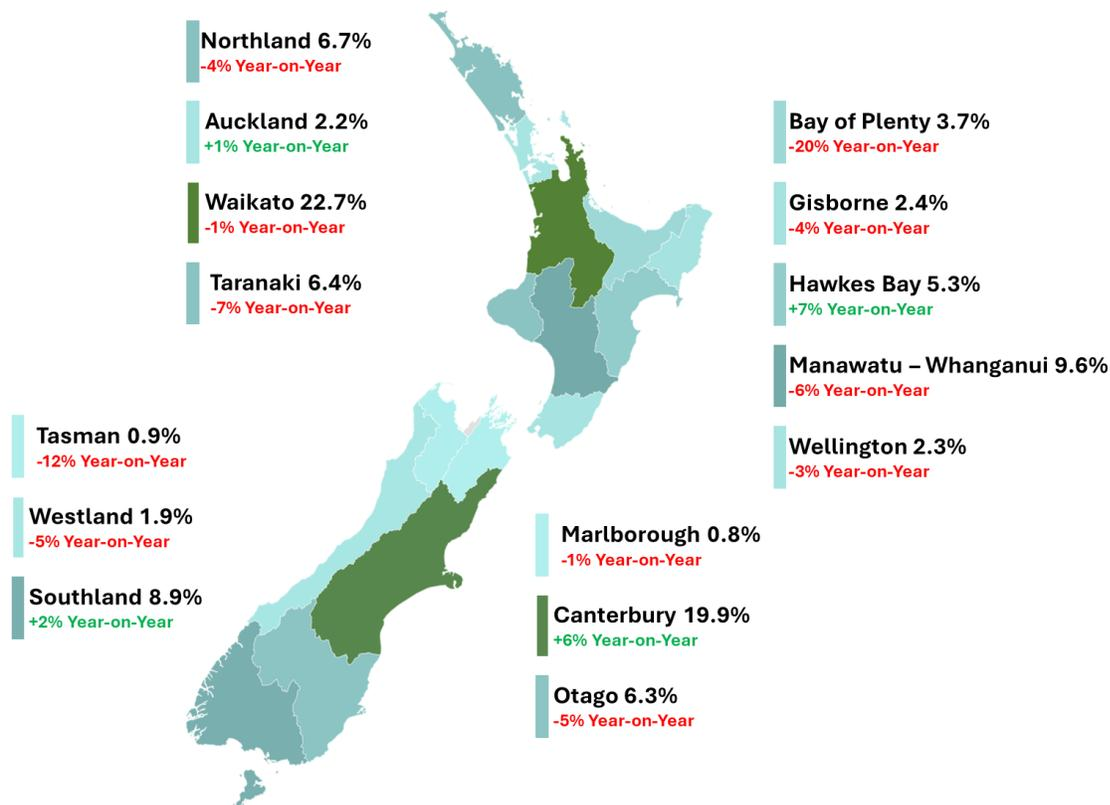 Northland 6.7%
-4% Year-on-Year
Auckland 2.2%
+1% Year-on-Year
Waikato 22.7%
-1% Year-on-Year
Taranaki 6.4%
-7% Year-on-Year
Bay of Plenty 3.7%
-20% Year-on-Year
Gisborne 2.4%
-4% Year-on-Year
Hawkes Bay 5.3%
+7% Year-on-Year
Manawatu – Whanganui 9.6%
-6% Year-on-Year
Wellington 2.3%
-3% Year-on-Year
Tasman 0.9%
-12% Year-on-Year
Westland 1.9%
-5% Year-on-Year
Southland 8.9%
+2% Year-on-Year
Marlborough 0.8%
-1% Year-on-Year
Canterbury 19.9%
+6% Year-on-Year
Otago 6.3%
-5% Year-on-Year